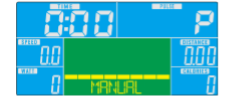 TIME PULSE
0:00 P
SPEED DISTANCE
0.0 0.00
WATT CALORIES
0 MANUAL 0